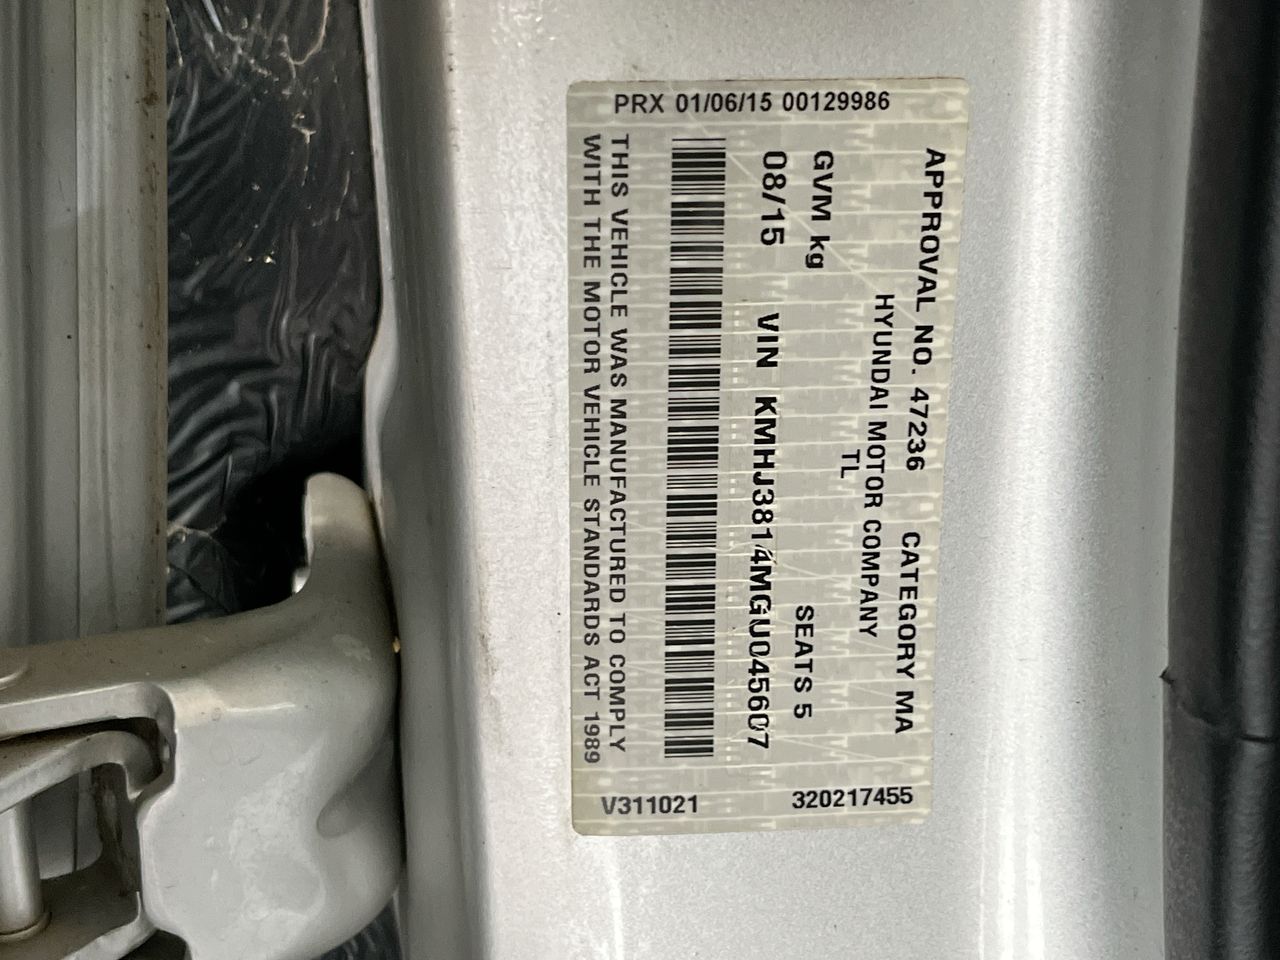 PRX 01/06/15 00129986
APPROVAL NO. 47236 CATEGORY MA
HYUNDAI MOTOR COMPANY
TL
GVM kg SEATS 5
08/15 VIN KMHJ3814MGU045607
THIS VEHICLE WAS MANUFACTURED TO COMPLY
WITH THE MOTOR VEHICLE STANDARDS ACT 1989
V311021 320217455